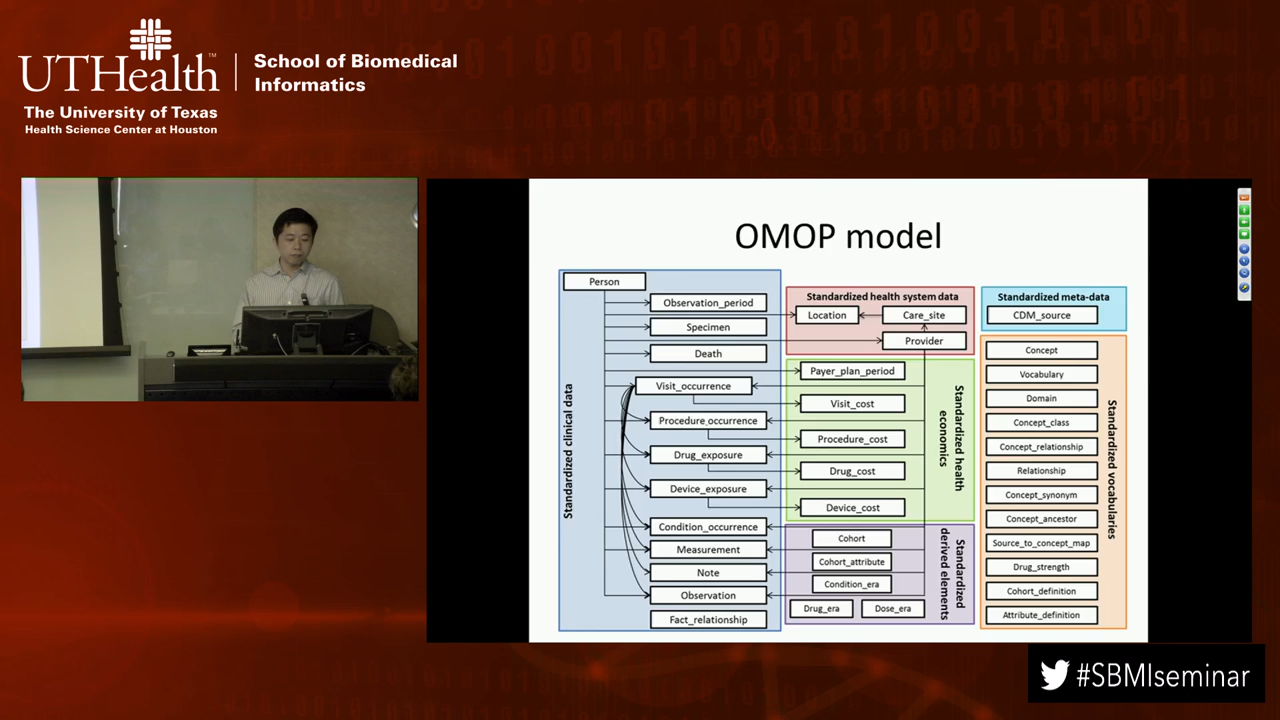 UTHealth™
The University of Texas
Health Science Center at Houston
School of Biomedical
Informatics
OMOP model
Standardized clinical data
Person
Observation_period
Specimen
Death
Visit_occurrence
Procedure_occurrence
Drug_exposure
Device_exposure
Condition_occurrence
Measurement
Note
Observation
Fact_relationship
Standardized health system data
Location
Care_site
Provider
Payer_plan_period
Visit_cost
Procedure_cost
Drug_cost
Device_cost
Standardized health
economics
Cohort
Cohort_attribute
Condition_era
Drug_era
Dose_era
Standardized
derived elements
Standardized meta-data
CDM_source
Concept
Vocabulary
Domain
Concept_class
Concept_relationship
Relationship
Concept_synonym
Concept_ancestor
Source_to_concept_map
Drug_strength
Cohort_definition
Attribute_definition
Standardized vocabularies
#SBMIseminar